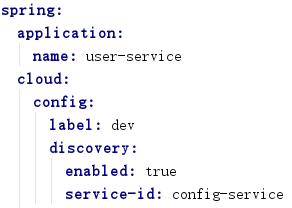 spring:
  application:
    name: user-service
  cloud:
    config:
      label: dev
      discovery:
        enabled: true
        service-id: config-service